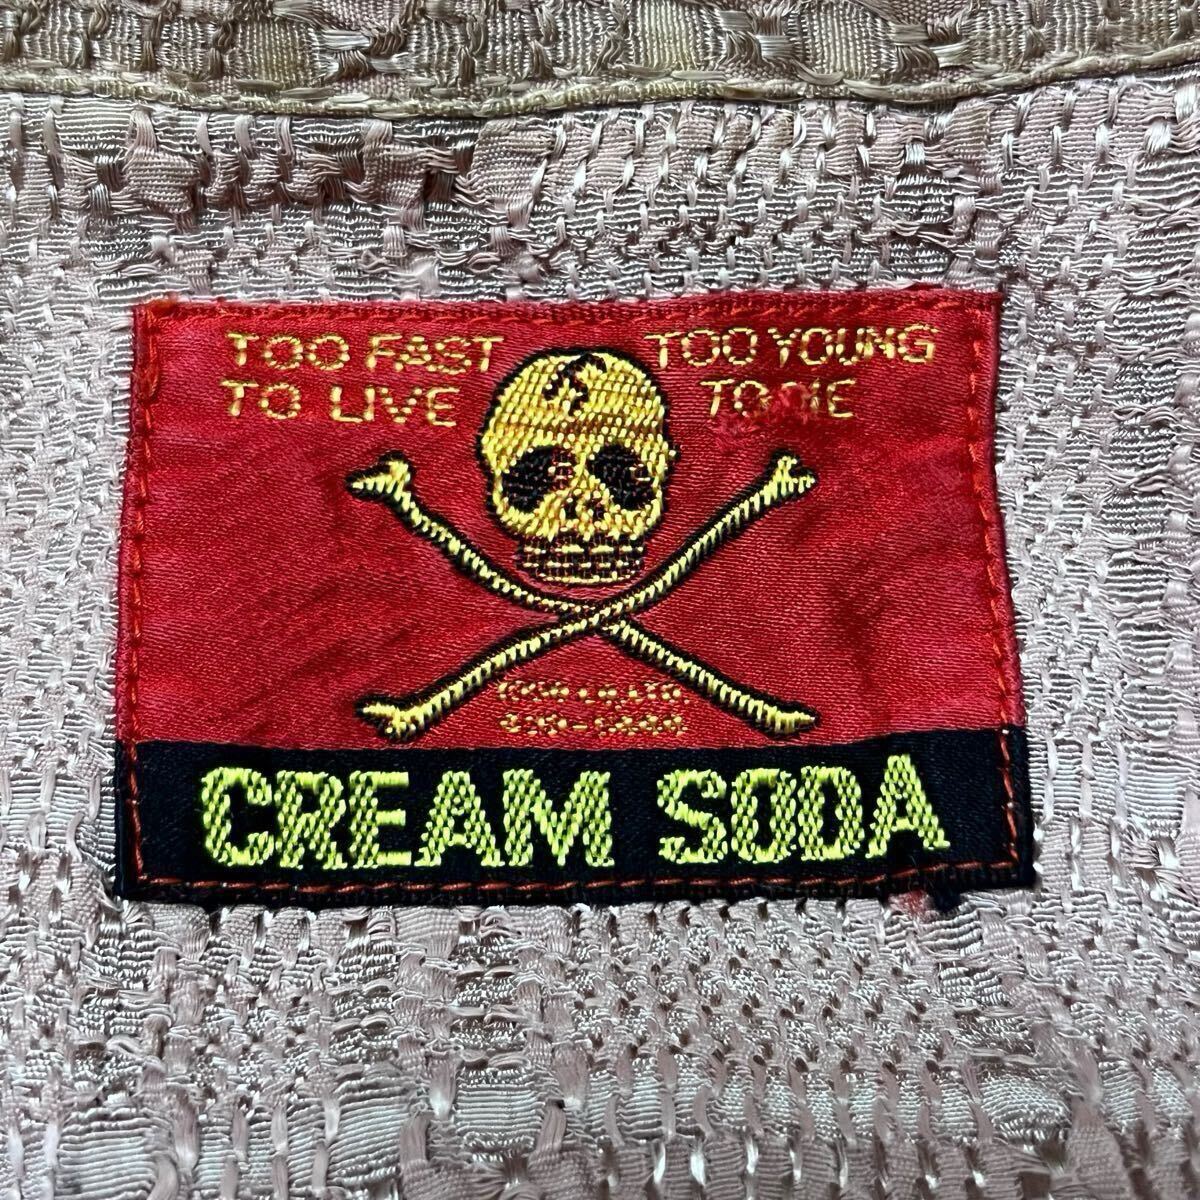 TOO FAST
TO LIVE
TOO YOUNG
TO DIE
CREAM SODA